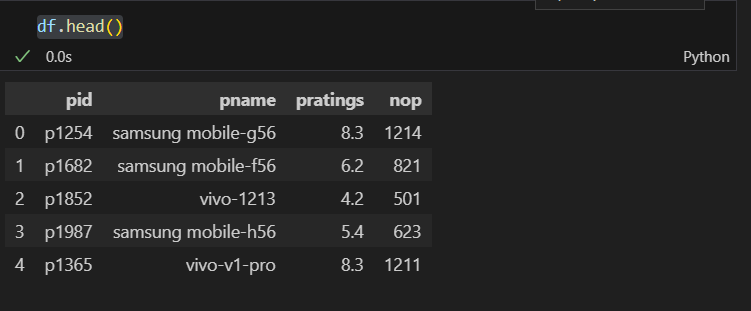 df.head()
0.0s Python
pid pname pratings nop
0 p1254 samsung mobile-g56 8.3 1214
1 p1682 samsung mobile-f56 6.2 821
2 p1852 vivo-1213 4.2 501
3 p1987 samsung mobile-h56 5.4 623
4 p1365 vivo-v1-pro 8.3 1211